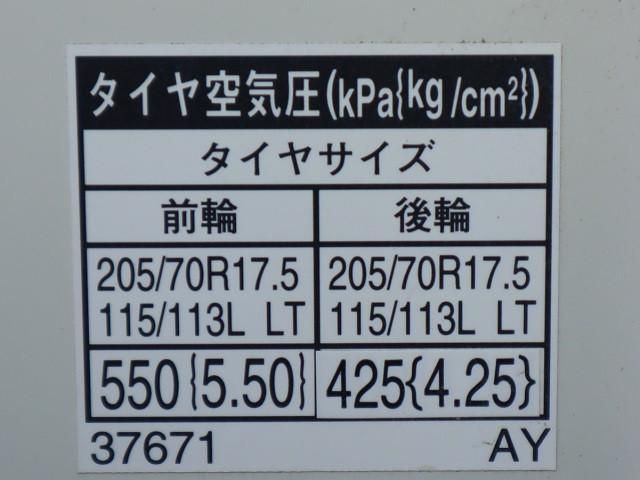 タイヤ空気圧(kPa{kg/cm²})
タイヤサイズ
前輪 後輪
205/70R17.5 205/70R17.5
115/113L LT 115/113L LT
550{5.50} 425{4.25}
37671 AY